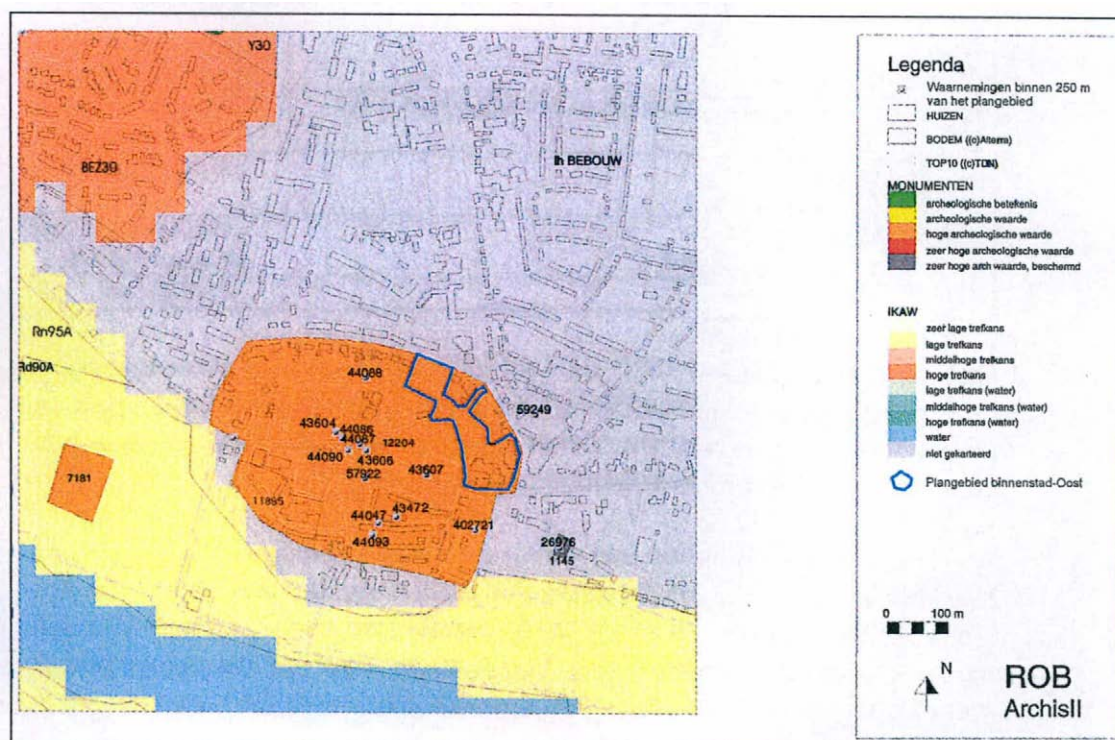 Y30
8EZ30
Ih BEBOUW
Rn95A
Rd90A
44088
59249
43604
44086
44067
12204
44090
43606
43607
57922
7181
11895
44047
43472
402721
44093
26976
1145
Legenda
Waarnemingen binnen 250 m
van het plangebied
HUIZEN
BODEM ((c)Alterra)
TOP10 ((c)TDN)
MONUMENTEN
archeologische betekenis
archeologische waarde
hoge archeologische waarde
zeer hoge archeologische waarde
zeer hoge arch waarde, beschermd
IKAW
zeer lage trefkans
lage trefkans
middelhoge trefkans
hoge trefkans
lage trefkans (water)
middelhoge trefkans (water)
hoge trefkans (water)
water
niet gekarteerd
Plangebied binnenstad-Oost
0 100 m
N
ROB
ArchisII